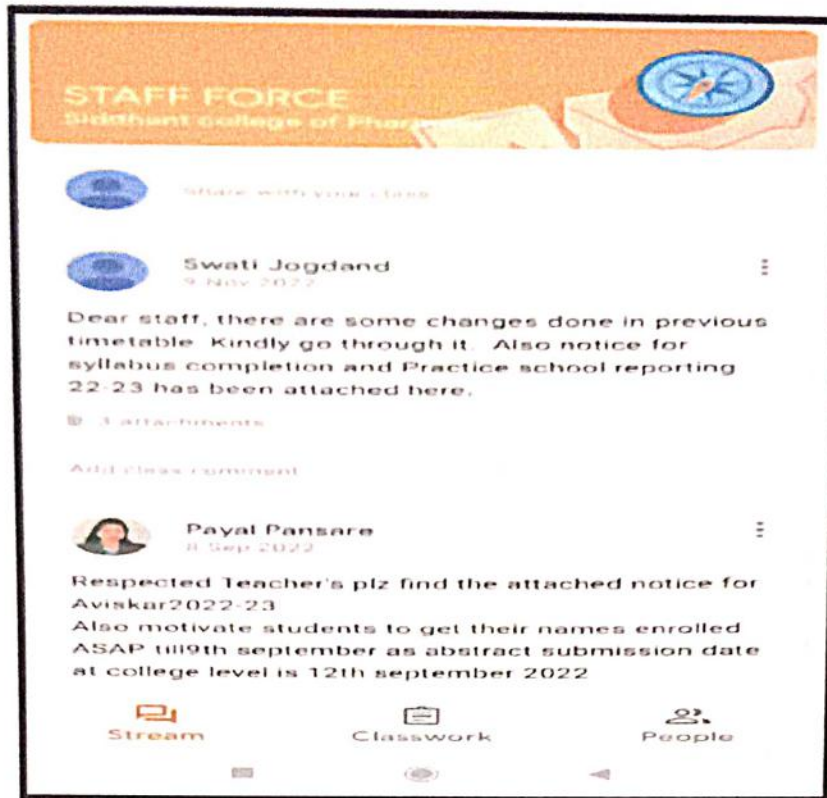 STAFF FORCE
Siddhant college of Phar
Share with your class
Swati Jogdand
9 Nov 2022
Dear staff, there are some changes done in previous
timetable. Kindly go through it. Also notice for
syllabus completion and Practice school reporting
22-23 has been attached here.
3 attachments
Add class comment
Payal Pansare
8 Sep 2022
Respected Teacher's plz find the attached notice for
Aviskar2022-23
Also motivate students to get their names enrolled
ASAP till9th september as abstract submission date
at college level is 12th september 2022
Stream
Classwork
People